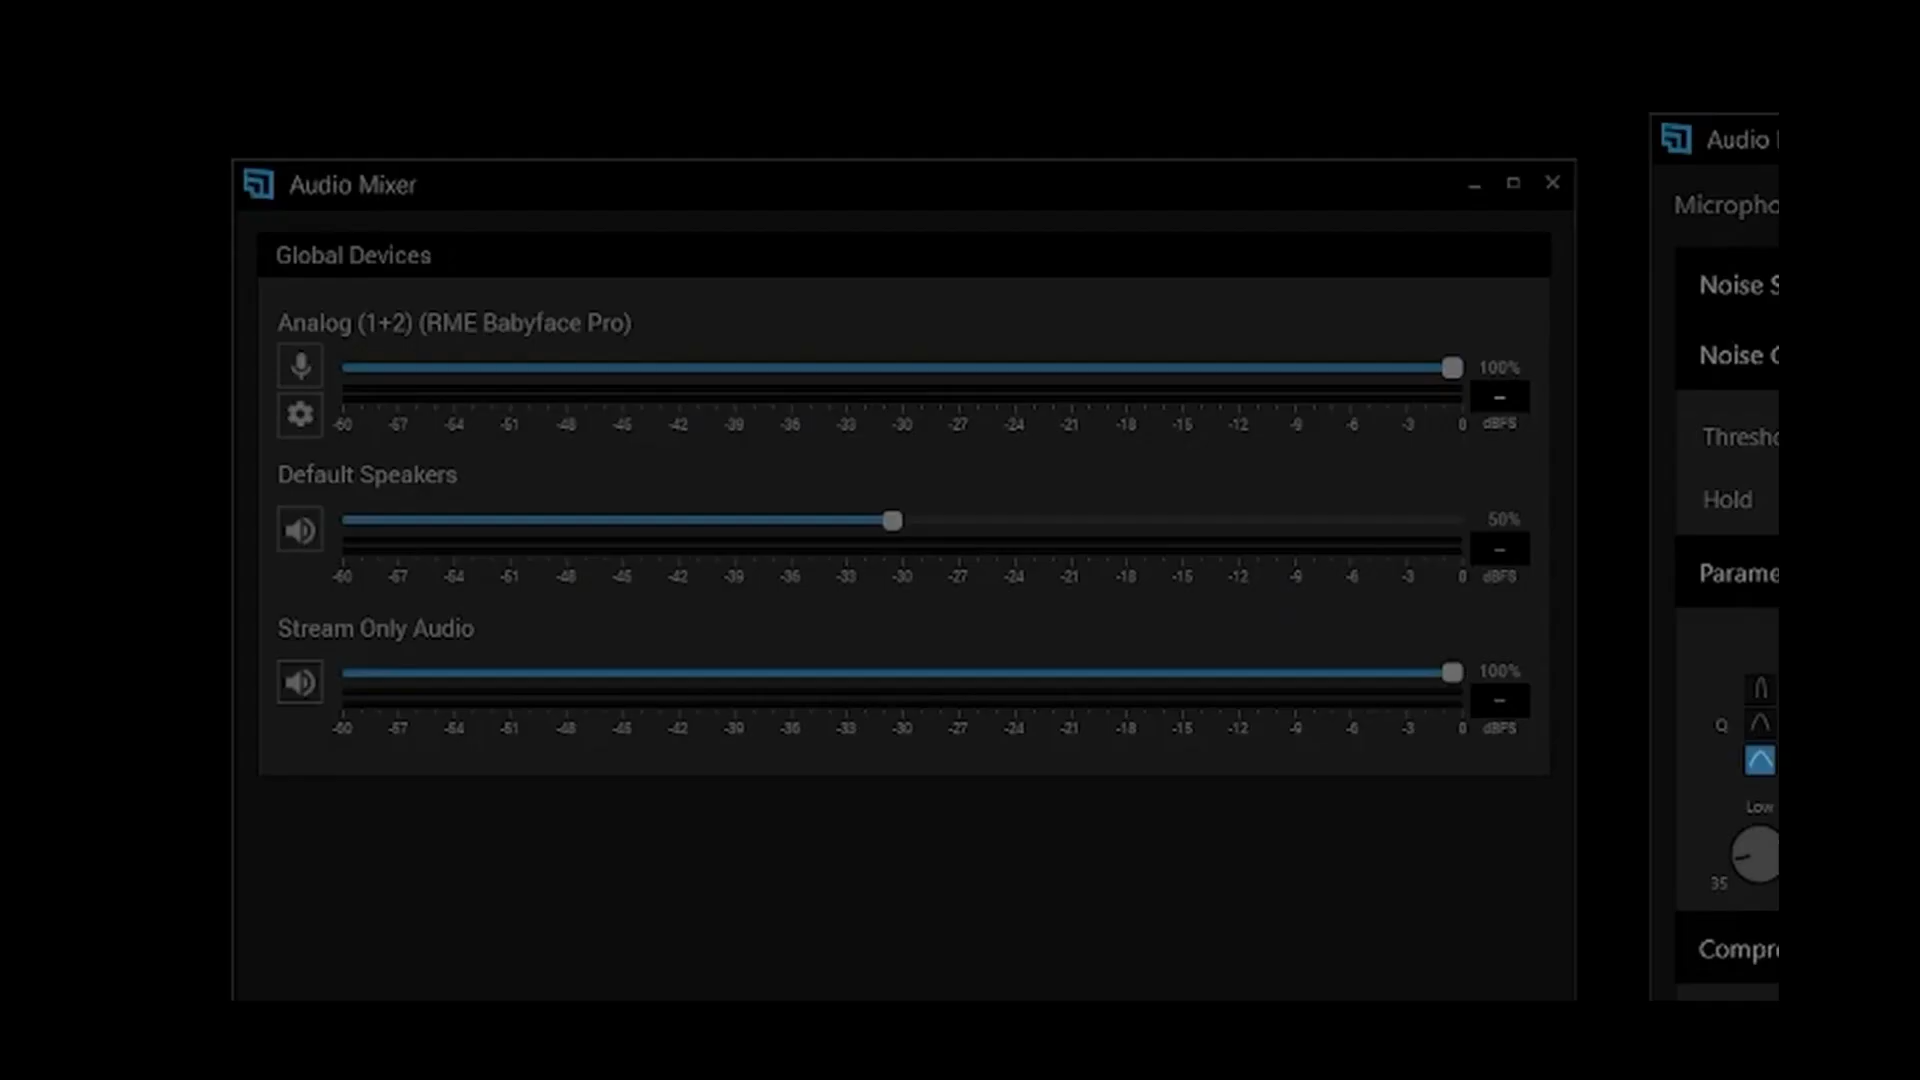 Audio Mixer
Global Devices
Analog (1+2) (RME Babyface Pro)
100%
-
-60 -57 -54 -51 -48 -45 -42 -39 -36 -33 -30 -27 -24 -21 -18 -15 -12 -9 -6 -3 0 dBFS
Default Speakers
50%
-
-60 -57 -54 -51 -48 -45 -42 -39 -36 -33 -30 -27 -24 -21 -18 -15 -12 -9 -6 -3 0 dBFS
Stream Only Audio
100%
-
-60 -57 -54 -51 -48 -45 -42 -39 -36 -33 -30 -27 -24 -21 -18 -15 -12 -9 -6 -3 0 dBFS
Audio
Micropho
Noise S
Noise
Thresho
Hold
Parame
Q
Low
35
Compre